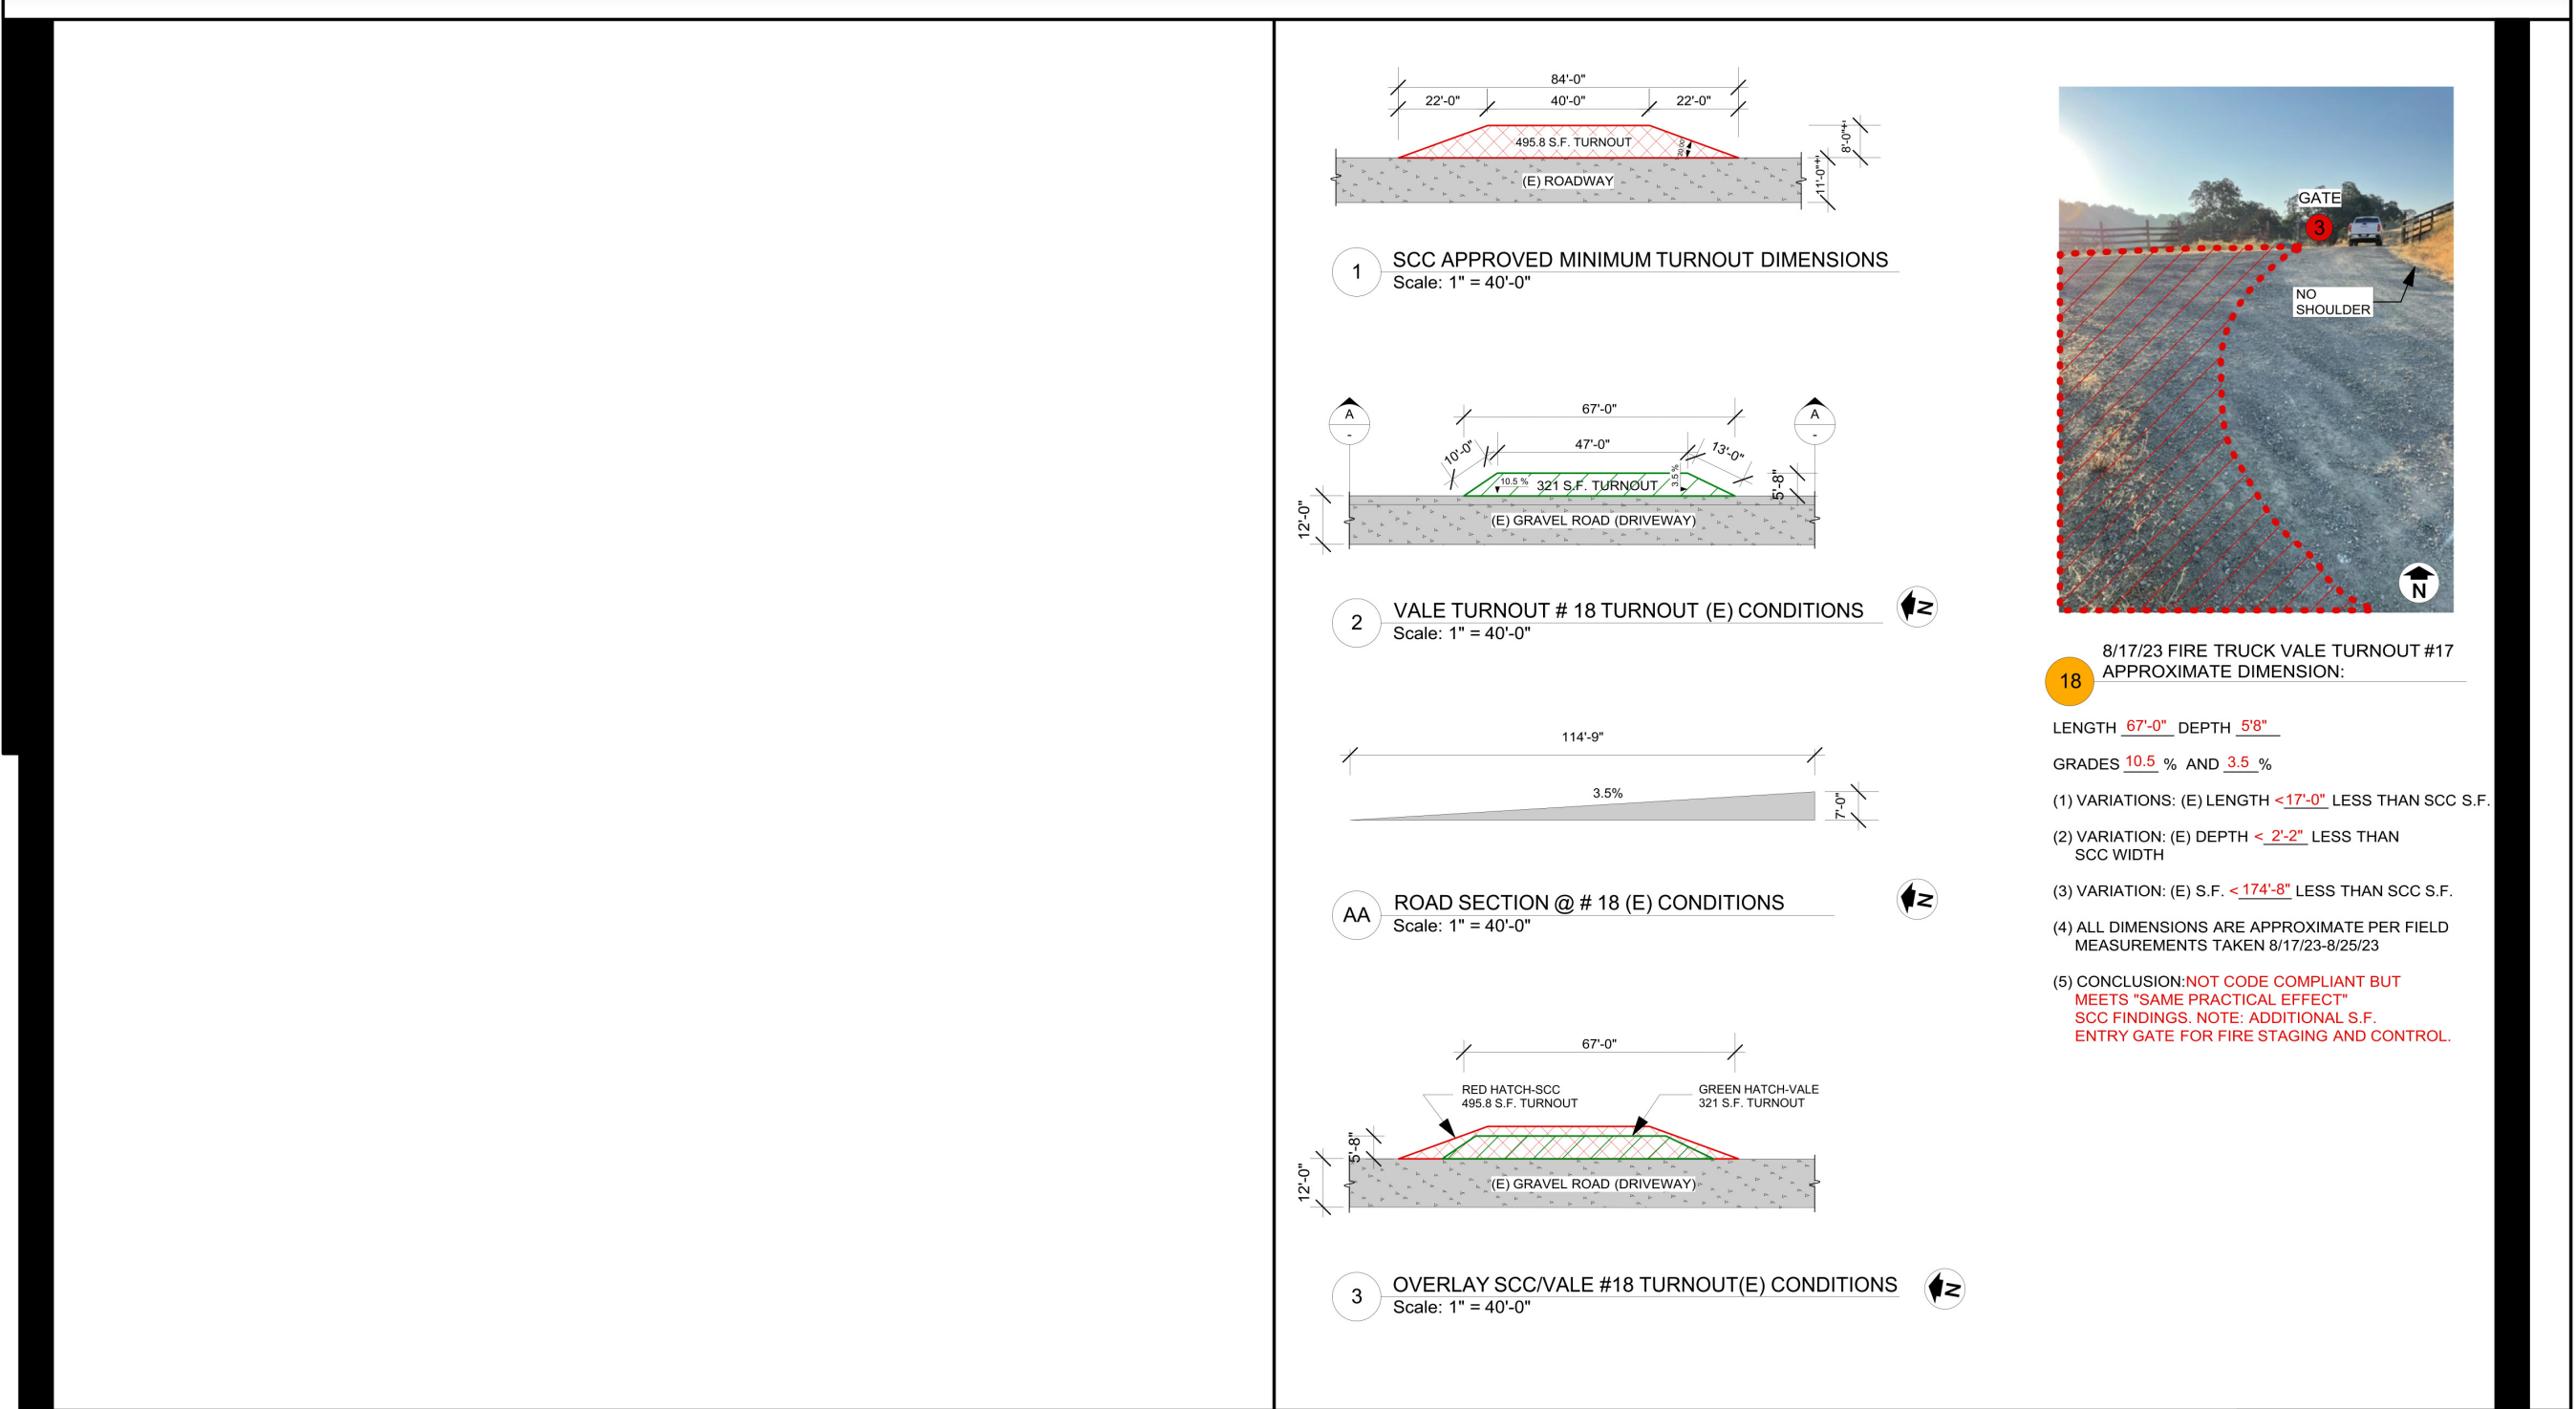 84'-0"
22'-0"
40'-0"
22'-0"
495.8 S.F. TURNOUT
8'-0"±
11'-0"±
(E) ROADWAY
1
SCC APPROVED MINIMUM TURNOUT DIMENSIONS
Scale: 1" = 40'-0"
A
-
A
-
67'-0"
47'-0"
10'-0"
13'-0"
10.5 %
321 S.F. TURNOUT
3.5 %
5'-8"
12'-0"
(E) GRAVEL ROAD (DRIVEWAY)
2
VALE TURNOUT # 18 TURNOUT (E) CONDITIONS
Scale: 1" = 40'-0"
N
114'-9"
3.5%
7'-0"
AA
ROAD SECTION @ # 18 (E) CONDITIONS
Scale: 1" = 40'-0"
N
67'-0"
RED HATCH-SCC
495.8 S.F. TURNOUT
GREEN HATCH-VALE
321 S.F. TURNOUT
5'-8"
12'-0"
(E) GRAVEL ROAD (DRIVEWAY)
3
OVERLAY SCC/VALE #18 TURNOUT(E) CONDITIONS
Scale: 1" = 40'-0"
N
GATE
3
NO
SHOULDER
N
18
8/17/23 FIRE TRUCK VALE TURNOUT #17
APPROXIMATE DIMENSION:
LENGTH 67'-0" DEPTH 5'8"
GRADES 10.5 % AND 3.5 %
(1) VARIATIONS: (E) LENGTH <17'-0" LESS THAN SCC S.F.
(2) VARIATION: (E) DEPTH < 2'-2" LESS THAN
SCC WIDTH
(3) VARIATION: (E) S.F. < 174'-8" LESS THAN SCC S.F.
(4) ALL DIMENSIONS ARE APPROXIMATE PER FIELD
MEASUREMENTS TAKEN 8/17/23-8/25/23
(5) CONCLUSION:NOT CODE COMPLIANT BUT
MEETS "SAME PRACTICAL EFFECT"
SCC FINDINGS. NOTE: ADDITIONAL S.F.
ENTRY GATE FOR FIRE STAGING AND CONTROL.